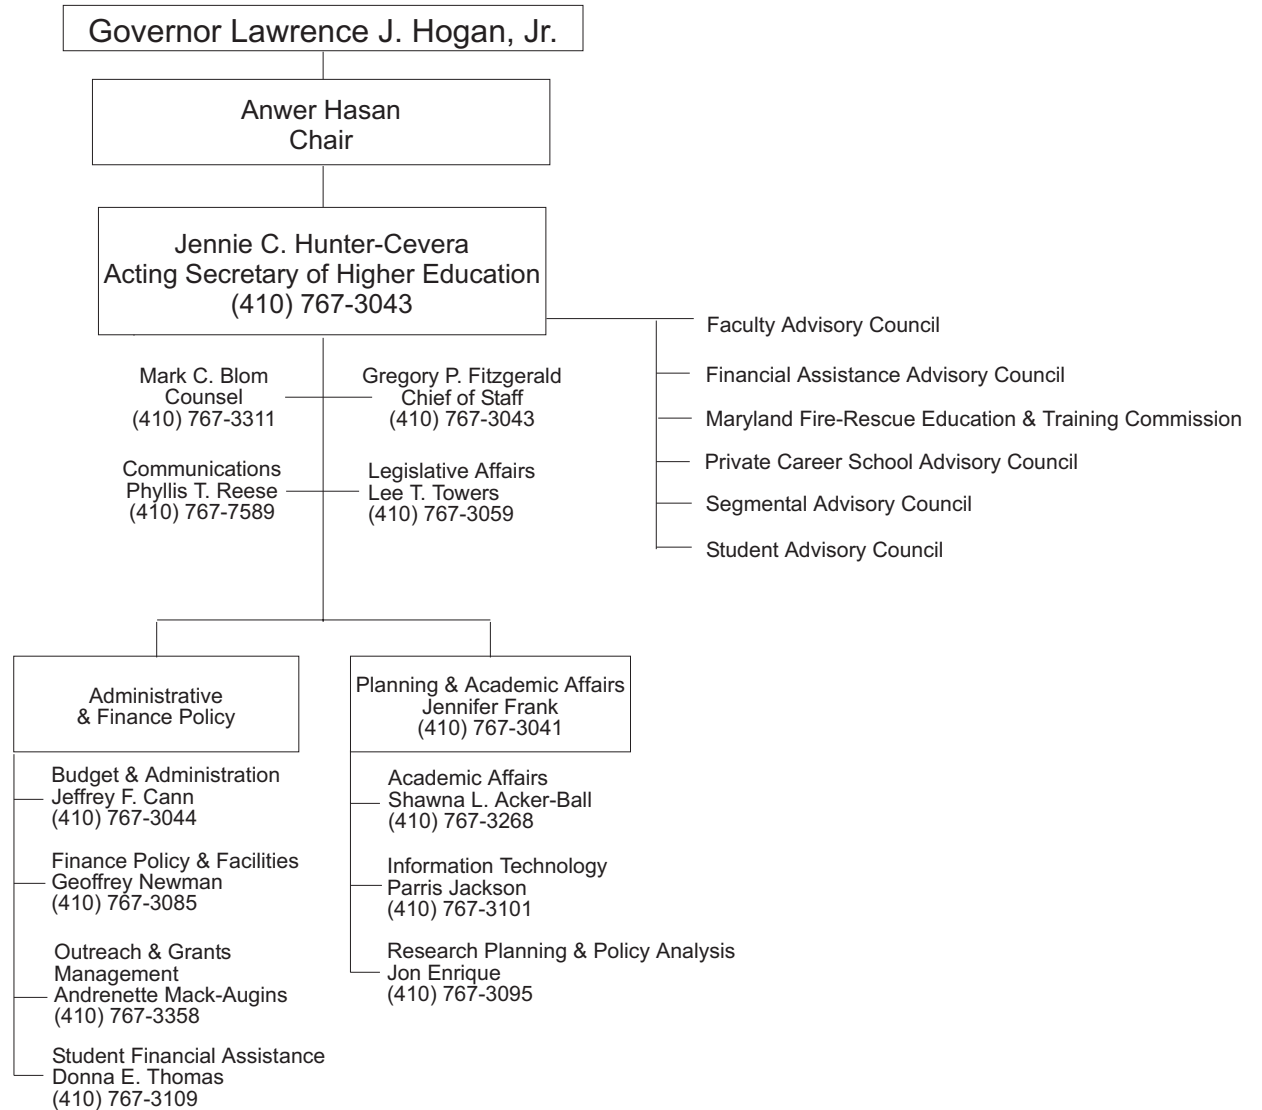 Governor Lawrence J. Hogan, Jr.
Anwer Hasan
Chair
Jennie C. Hunter-Cevera
Acting Secretary of Higher Education
(410) 767-3043
Faculty Advisory Council
Financial Assistance Advisory Council
Maryland Fire-Rescue Education & Training Commission
Private Career School Advisory Council
Segmental Advisory Council
Student Advisory Council
Mark C. Blom
Counsel
(410) 767-3311
Gregory P. Fitzgerald
Chief of Staff
(410) 767-3043
Communications
Phyllis T. Reese
(410) 767-7589
Legislative Affairs
Lee T. Towers
(410) 767-3059
Administrative
& Finance Policy
Budget & Administration
Jeffrey F. Cann
(410) 767-3044
Finance Policy & Facilities
Geoffrey Newman
(410) 767-3085
Outreach & Grants
Management
Andrenette Mack-Augins
(410) 767-3358
Student Financial Assistance
Donna E. Thomas
(410) 767-3109
Planning & Academic Affairs
Jennifer Frank
(410) 767-3041
Academic Affairs
Shawna L. Acker-Ball
(410) 767-3268
Information Technology
Parris Jackson
(410) 767-3101
Research Planning & Policy Analysis
Jon Enrique
(410) 767-3095